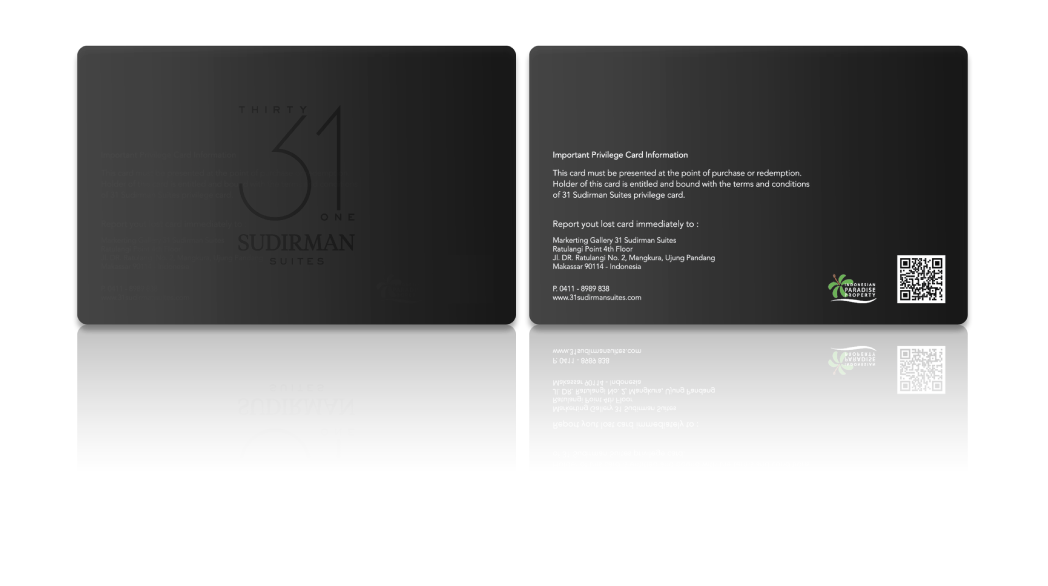 THIRTY
31
ONE
SUDIRMAN
SUITES
Important Privilege Card Information
This card must be presented at the point of purchase or redemption.
Holder of this card is entitled and bound with the terms and conditions
of 31 Sudirman Suites privilege card.
Report yout lost card immediately to :
Markerting Gallery 31 Sudirman Suites
Ratulangi Point 4th Floor
Jl. DR. Ratulangi No. 2, Mangkura, Ujung Pandang
Makassar 90114 - Indonesia
P. 0411 - 8989 838
www.31sudirmansuites.com
INDONESIAN
PARADISE
PROPERTY